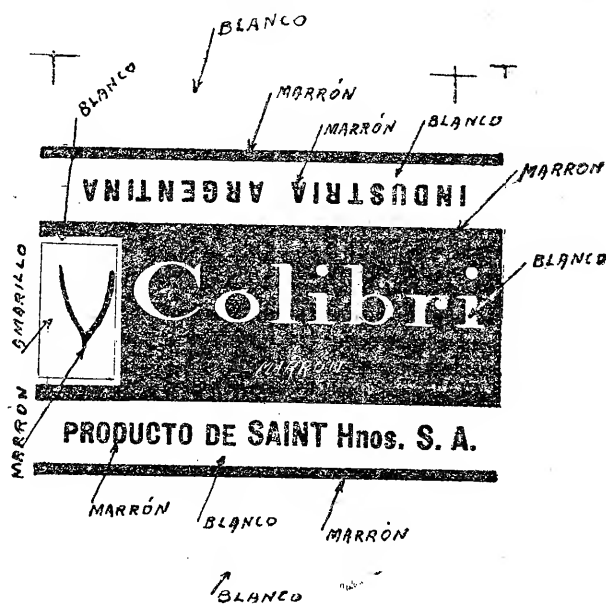 BLANCO
BLANCO
MARRÓN
MARRÓN
BLANCO
MARRON
INDUSTRIA ARGENTINA
BLANCO
AMARILLO
Colibri
MARRÓN
MARRON
PRODUCTO DE SAINT Hnos. S. A.
MARRÓN
BLANCO
MARRÓN
BLANCO